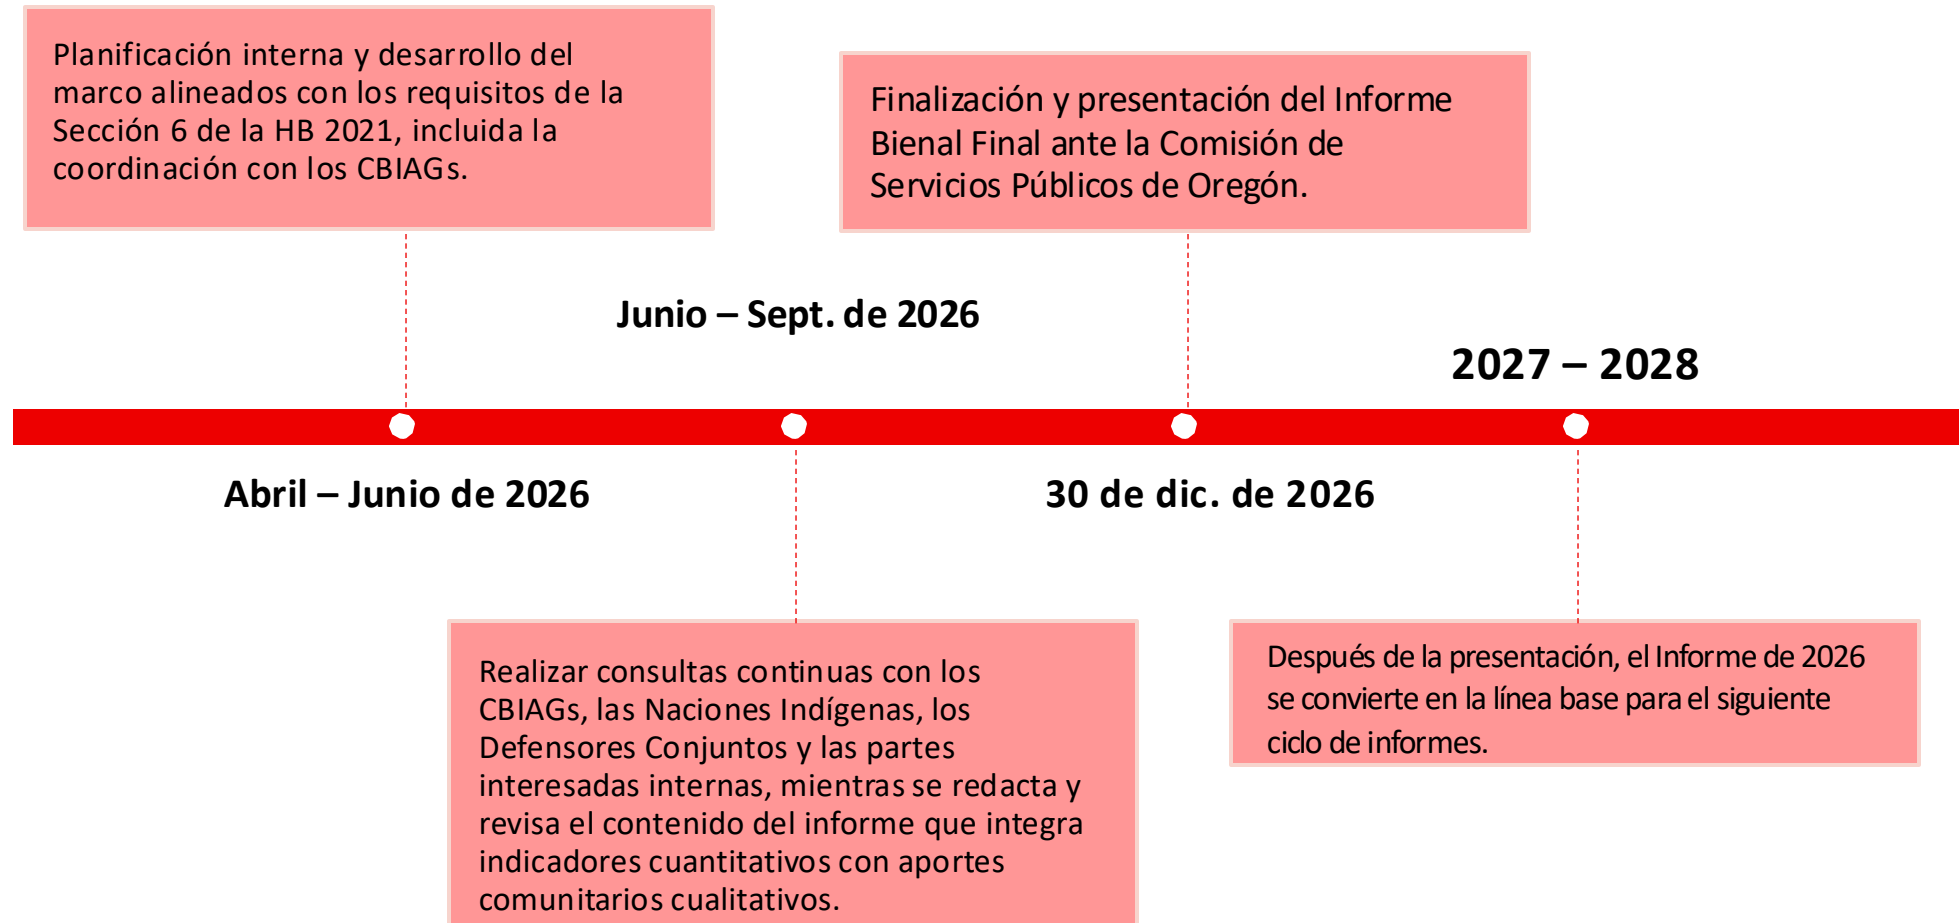 Planificación interna y desarrollo del
marco alineados con los requisitos de la
Sección 6 de la HB 2021, incluida la
coordinación con los CBIAGs.
Finalización y presentación del Informe
Bienal Final ante la Comisión de
Servicios Públicos de Oregón.
Junio – Sept. de 2026
2027 – 2028
Abril – Junio de 2026
30 de dic. de 2026
Realizar consultas continuas con los
CBIAGs, las Naciones Indígenas, los
Defensores Conjuntos y las partes
interesadas internas, mientras se redacta y
revisa el contenido del informe que integra
indicadores cuantitativos con aportes
comunitarios cualitativos.
Después de la presentación, el Informe de 2026
se convierte en la línea base para el siguiente
ciclo de informes.